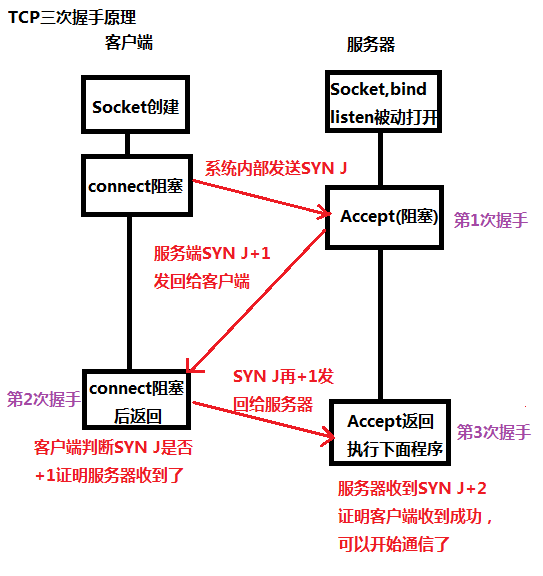 TCP三次握手原理
客户端
服务器
Socket创建
Socket,bind
listen被动打开
connect阻塞
系统内部发送SYN J
Accept(阻塞)
第1次握手
服务端SYN J+1
发回给客户端
第2次握手
connect阻塞
后返回
SYN J再+1发
回给服务器
Accept返回
执行下面程序
第3次握手
客户端判断SYN J是否
+1证明服务器收到了
服务器收到SYN J+2
证明客户端收到成功，
可以开始通信了